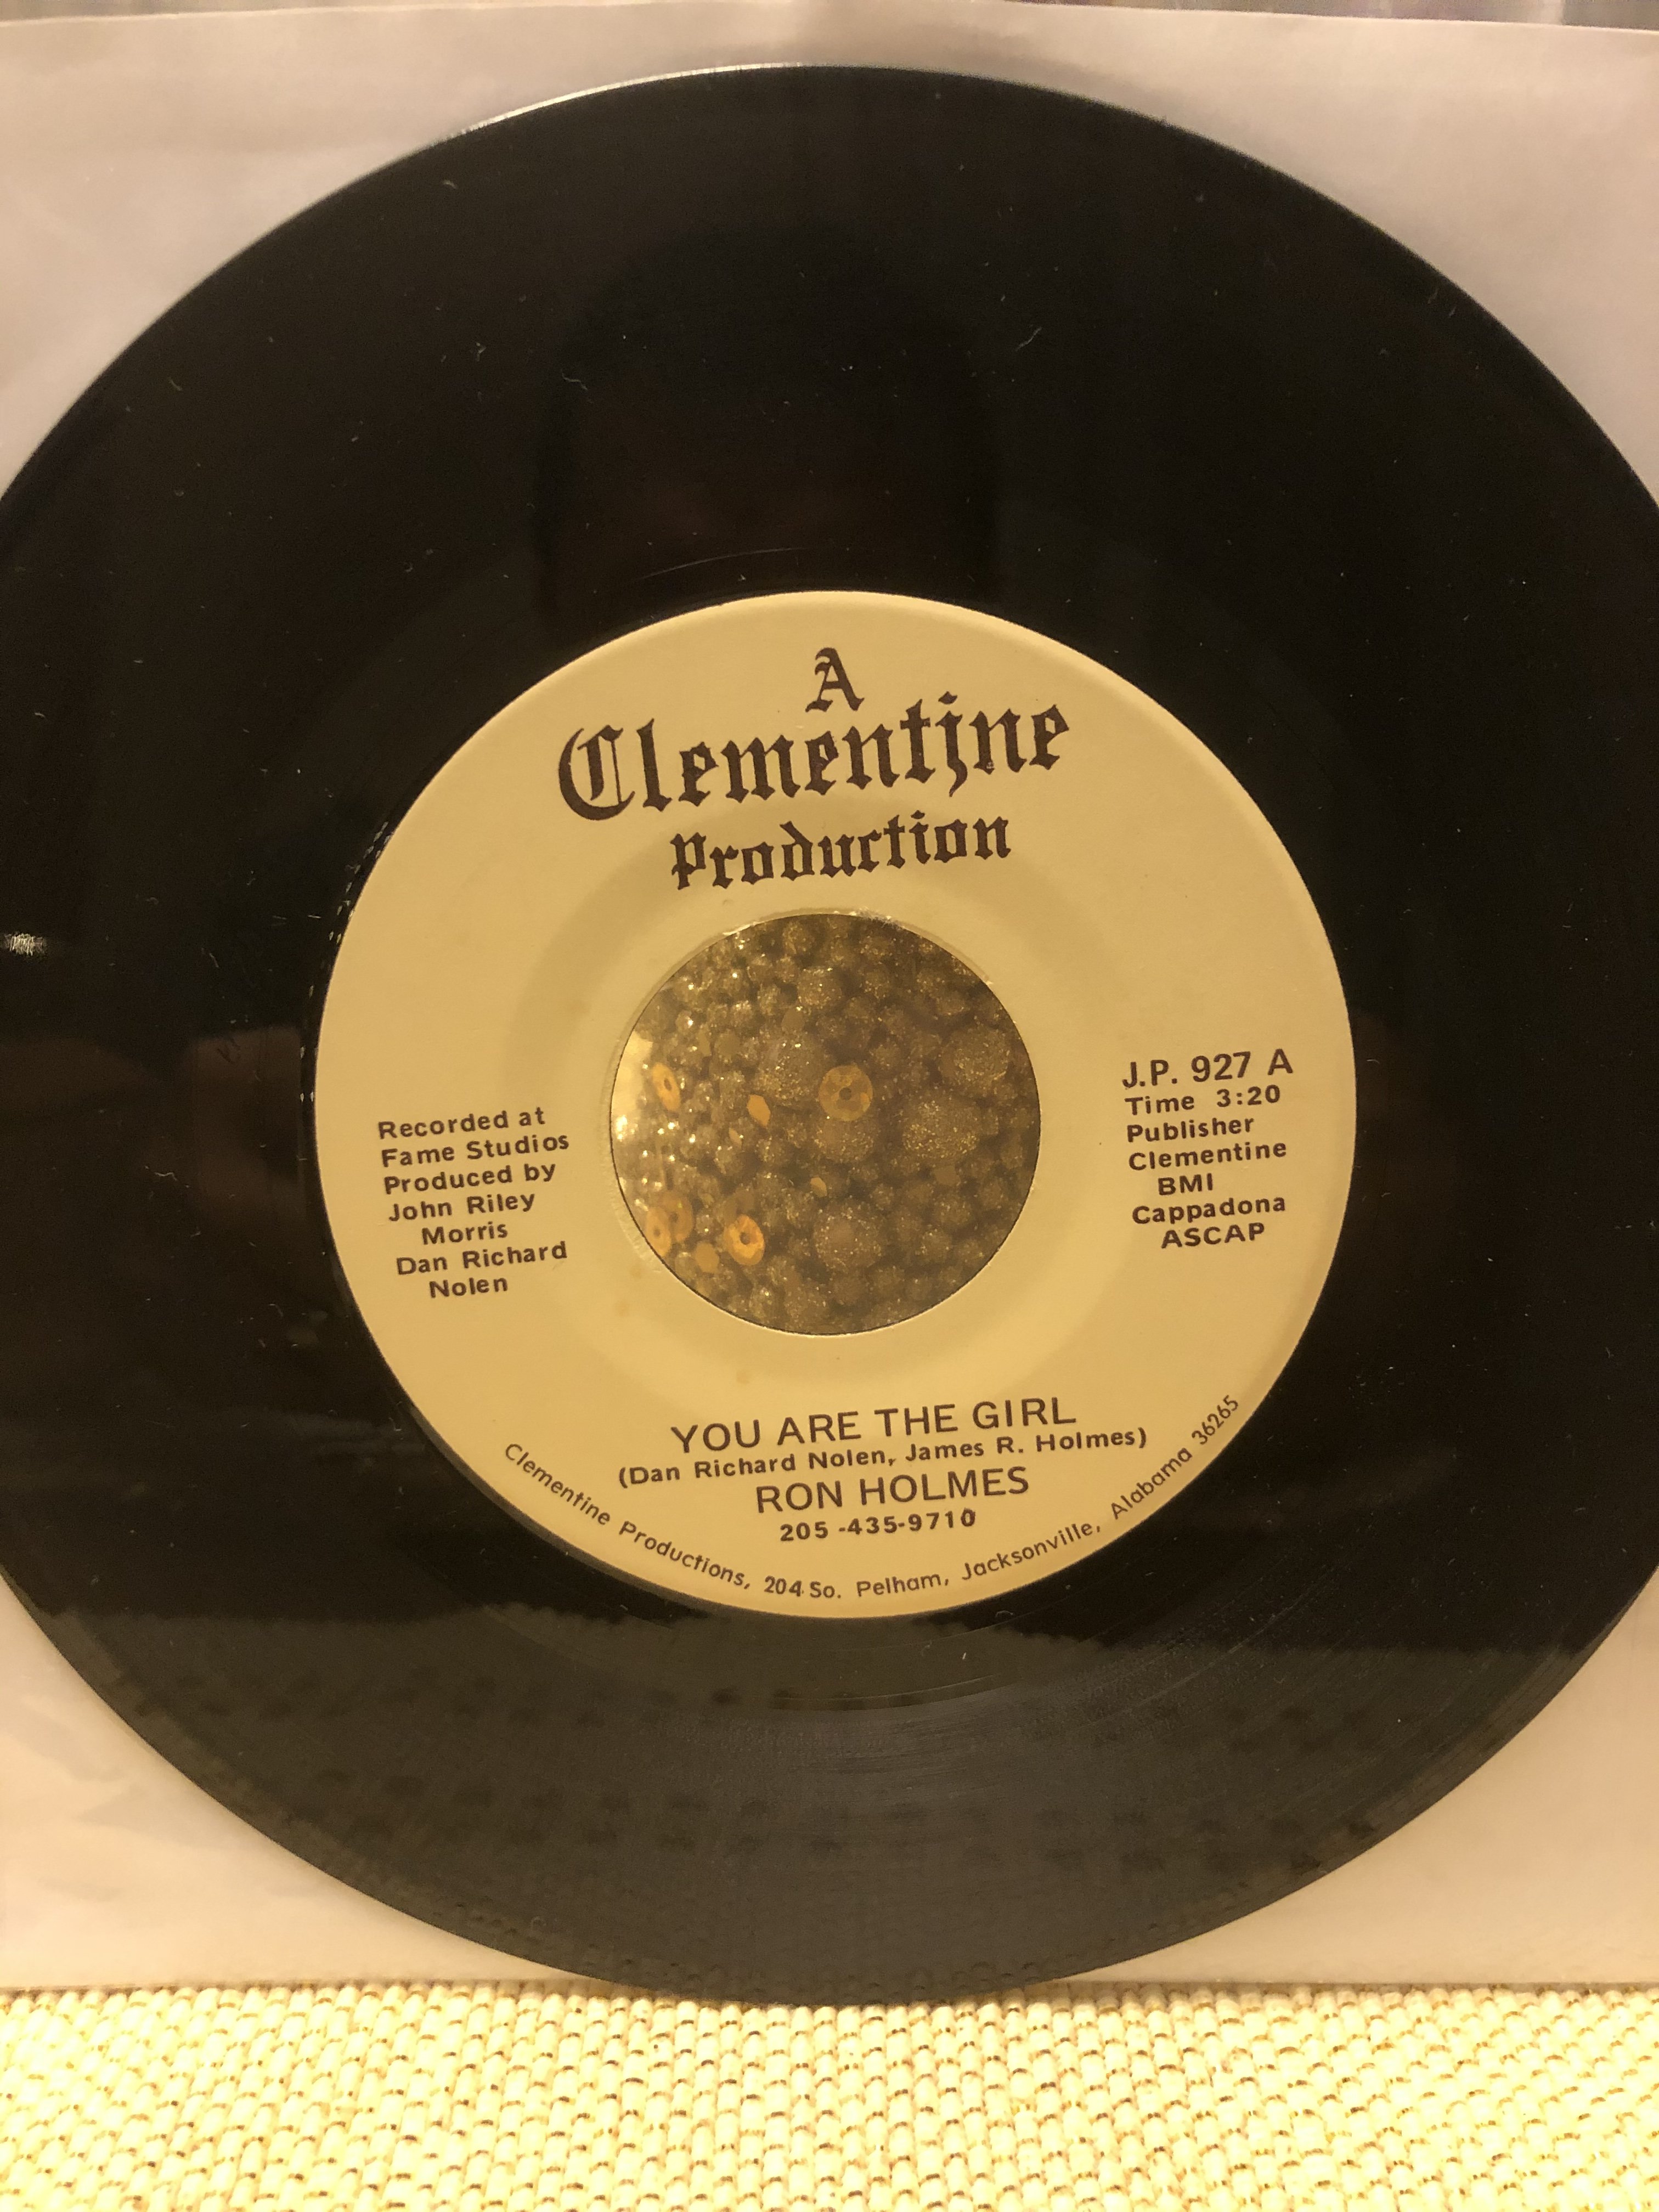 A
Clementine
Production
Recorded at
Fame Studios
Produced by
John Riley
Morris
Dan Richard
Nolen
J.P. 927 A
Time 3:20
Publisher
Clementine
BMI
Cappadona
ASCAP
YOU ARE THE GIRL
(Dan Richard Nolen, James R. Holmes)
RON HOLMES
205 -435-9710
Clementine Productions, 204 So. Pelham, Jacksonville, Alabama 36265